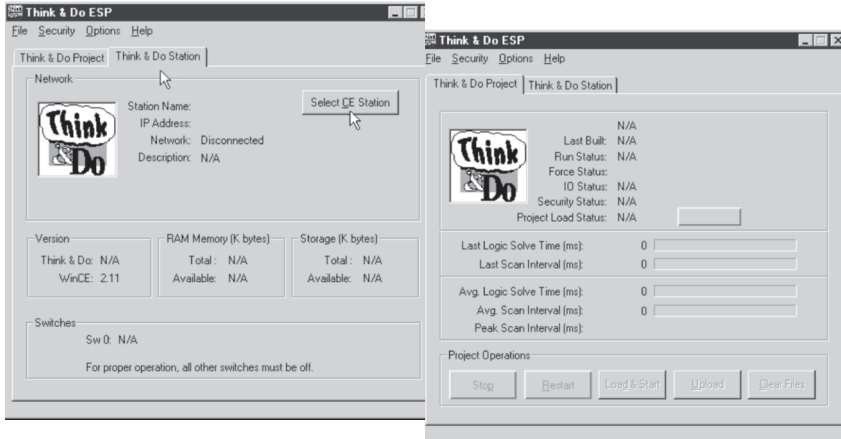 Think & Do ESP
File Security Options Help
Think & Do Project Think & Do Station
Network
Think & Do
Station Name:
IP Address:
Network: Disconnected
Description: N/A
Select CE Station
Version
Think & Do: N/A
WinCE: 2.11
RAM Memory (K bytes)
Total: N/A
Available: N/A
Storage (K bytes)
Total: N/A
Available: N/A
Switches
Sw 0: N/A
For proper operation, all other switches must be off.
Think & Do ESP
File Security Options Help
Think & Do Project Think & Do Station
Think & Do
N/A
Last Built: N/A
Run Status: N/A
Force Status:
IO Status: N/A
Security Status: N/A
Project Load Status: N/A
Last Logic Solve Time (ms): 0
Last Scan Interval (ms): 0
Avg. Logic Solve Time (ms): 0
Avg. Scan Interval (ms): 0
Peak Scan Interval (ms):
Project Operations
Stop Restart Load & Start Upload Clear Files